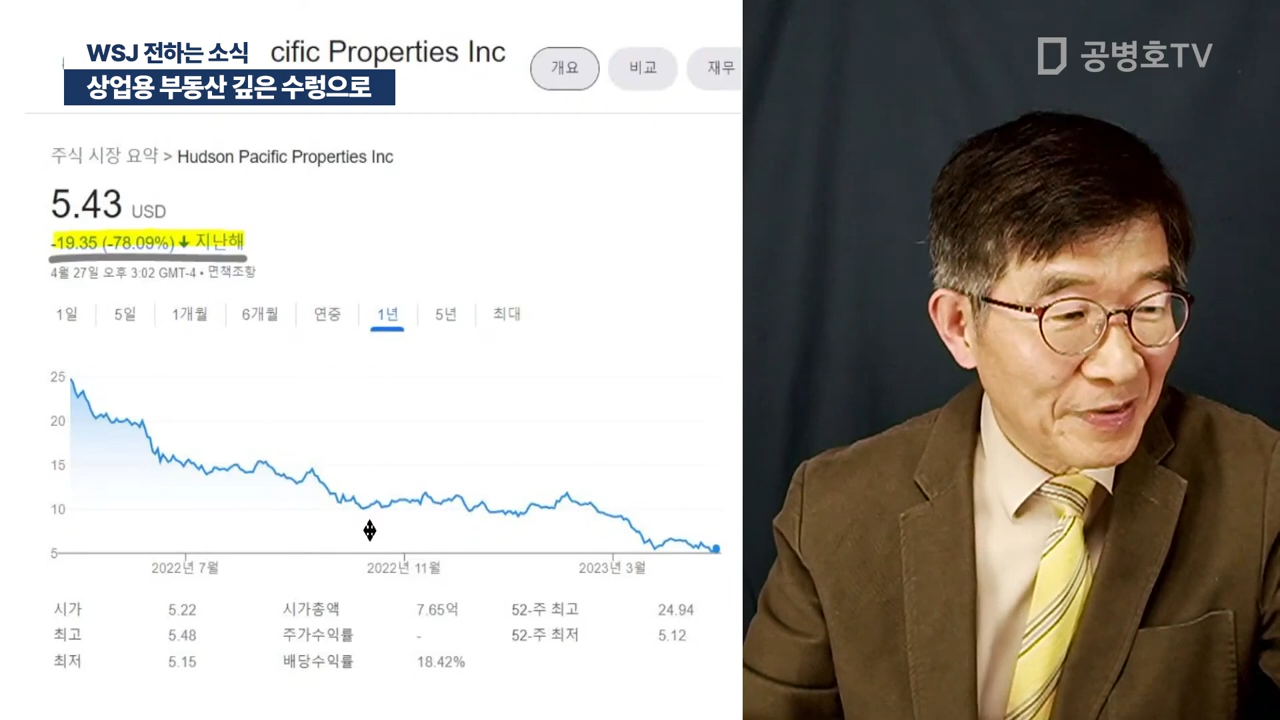 WSJ 전하는 소식
cific Properties Inc
상업용 부동산 깊은 수렁으로
개요
비교
재무
공병호TV
주식 시장 요약 > Hudson Pacific Properties Inc
5.43 USD
-19.35 (-78.09%) ↓ 지난해
4월 27일 오후 3:02 GMT-4 • 면책조항
1일
5일
1개월
6개월
연중
1년
5년
최대
25
20
15
10
5
2022년 7월
2022년 11월
2023년 3월
시가 5.22 시가총액 7.65억 52-주 최고 24.94
최고 5.48 주가수익률 - 52-주 최저 5.12
최저 5.15 배당수익률 18.42%